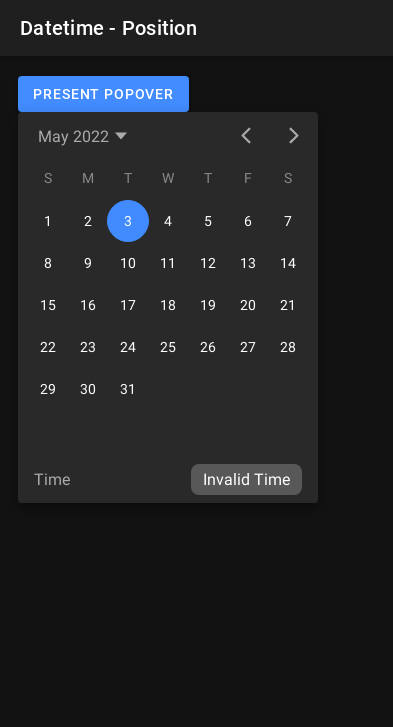 Datetime - Position
PRESENT POPOVER
May 2022
S M T W T F S
1 2 3 4 5 6 7
8 9 10 11 12 13 14
15 16 17 18 19 20 21
22 23 24 25 26 27 28
29 30 31
Time Invalid Time